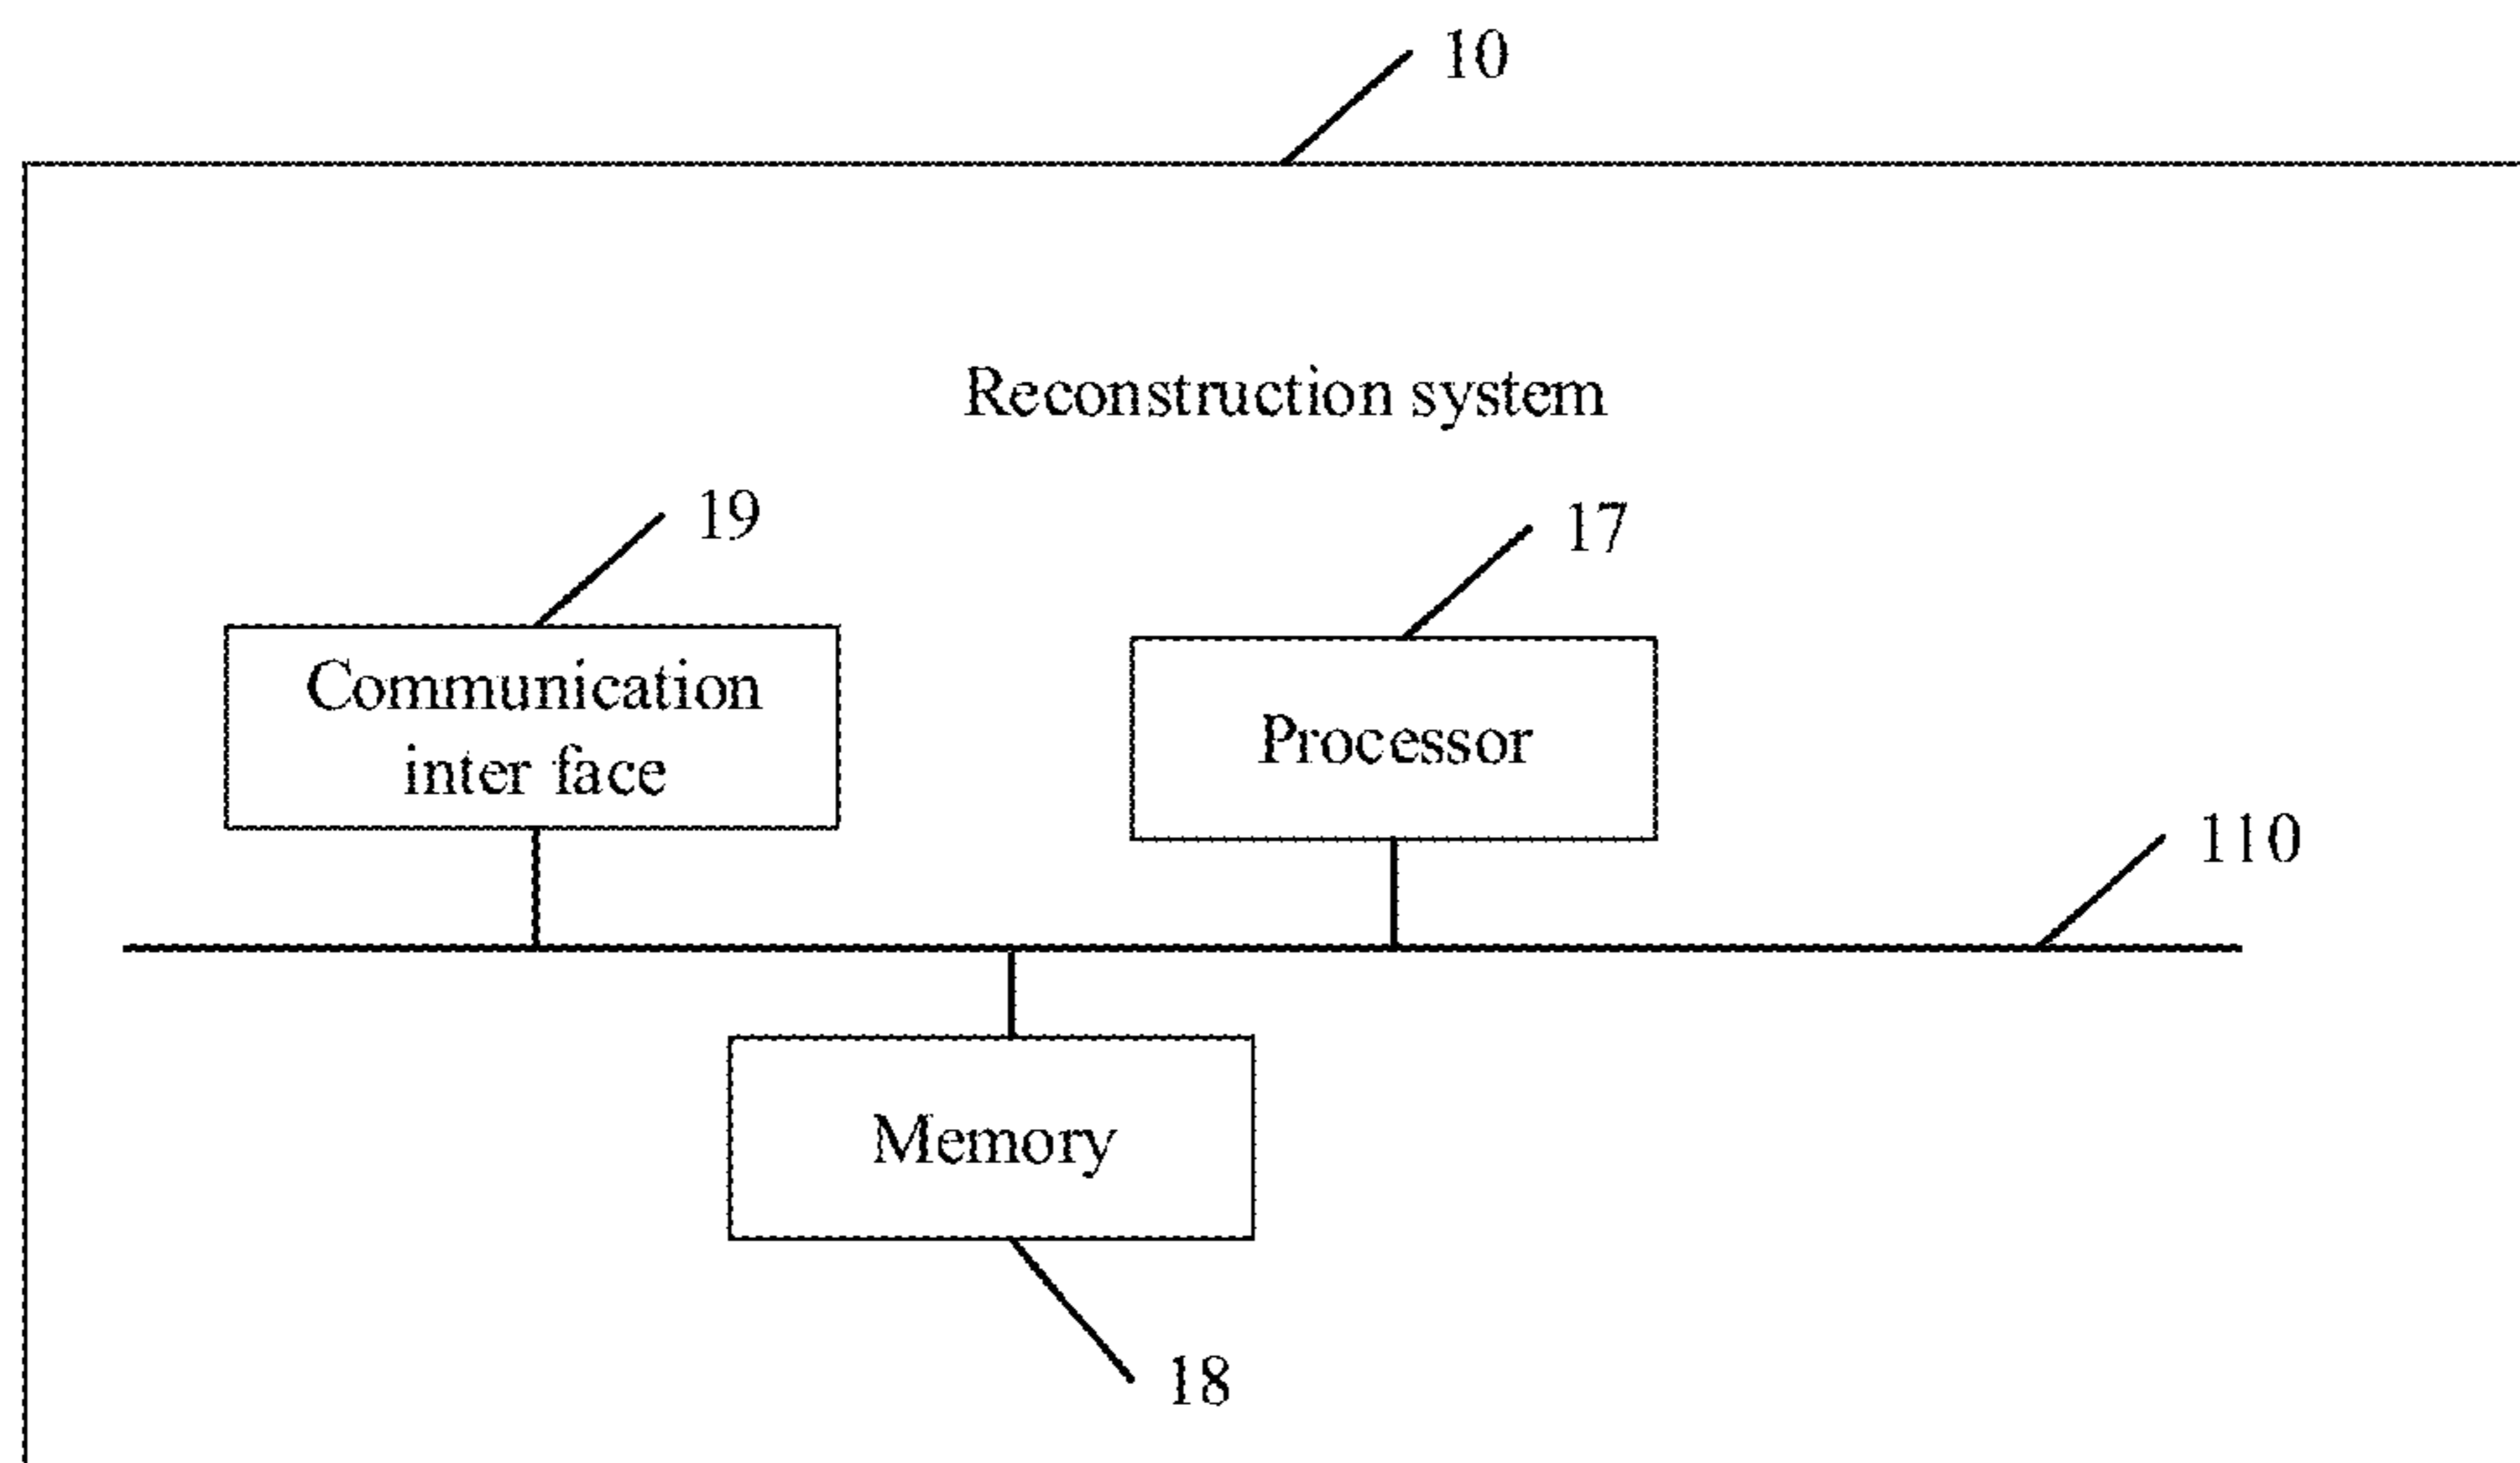 10
Reconstruction system
19
17
Communication
inter face
Processor
110
Memory
18